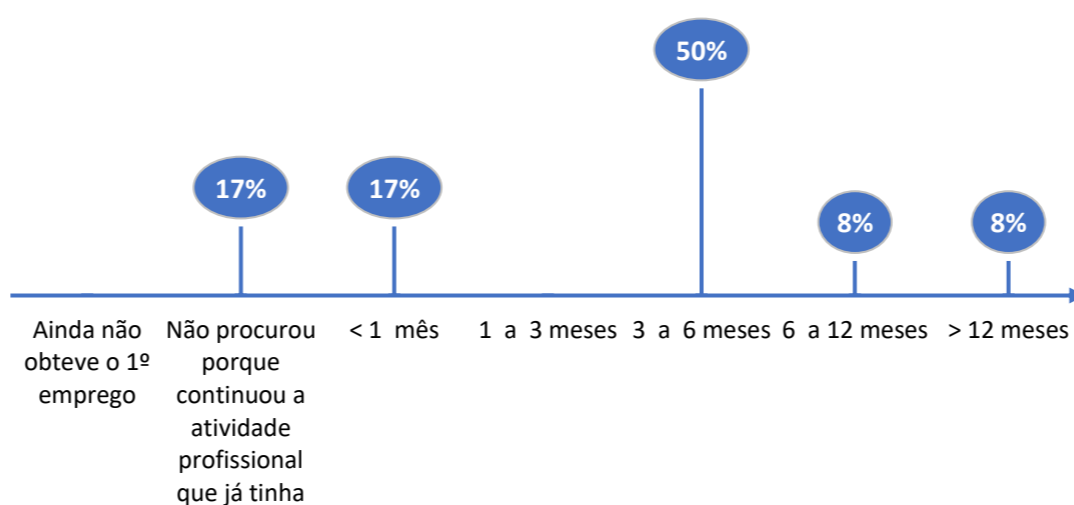 50%
17%
17%
8%
8%
Ainda não
obteve o 1º
emprego
Não procurou
porque
continuou a
atividade
profissional
que já tinha
< 1 mês
1 a 3 meses
3 a 6 meses
6 a 12 meses
> 12 meses